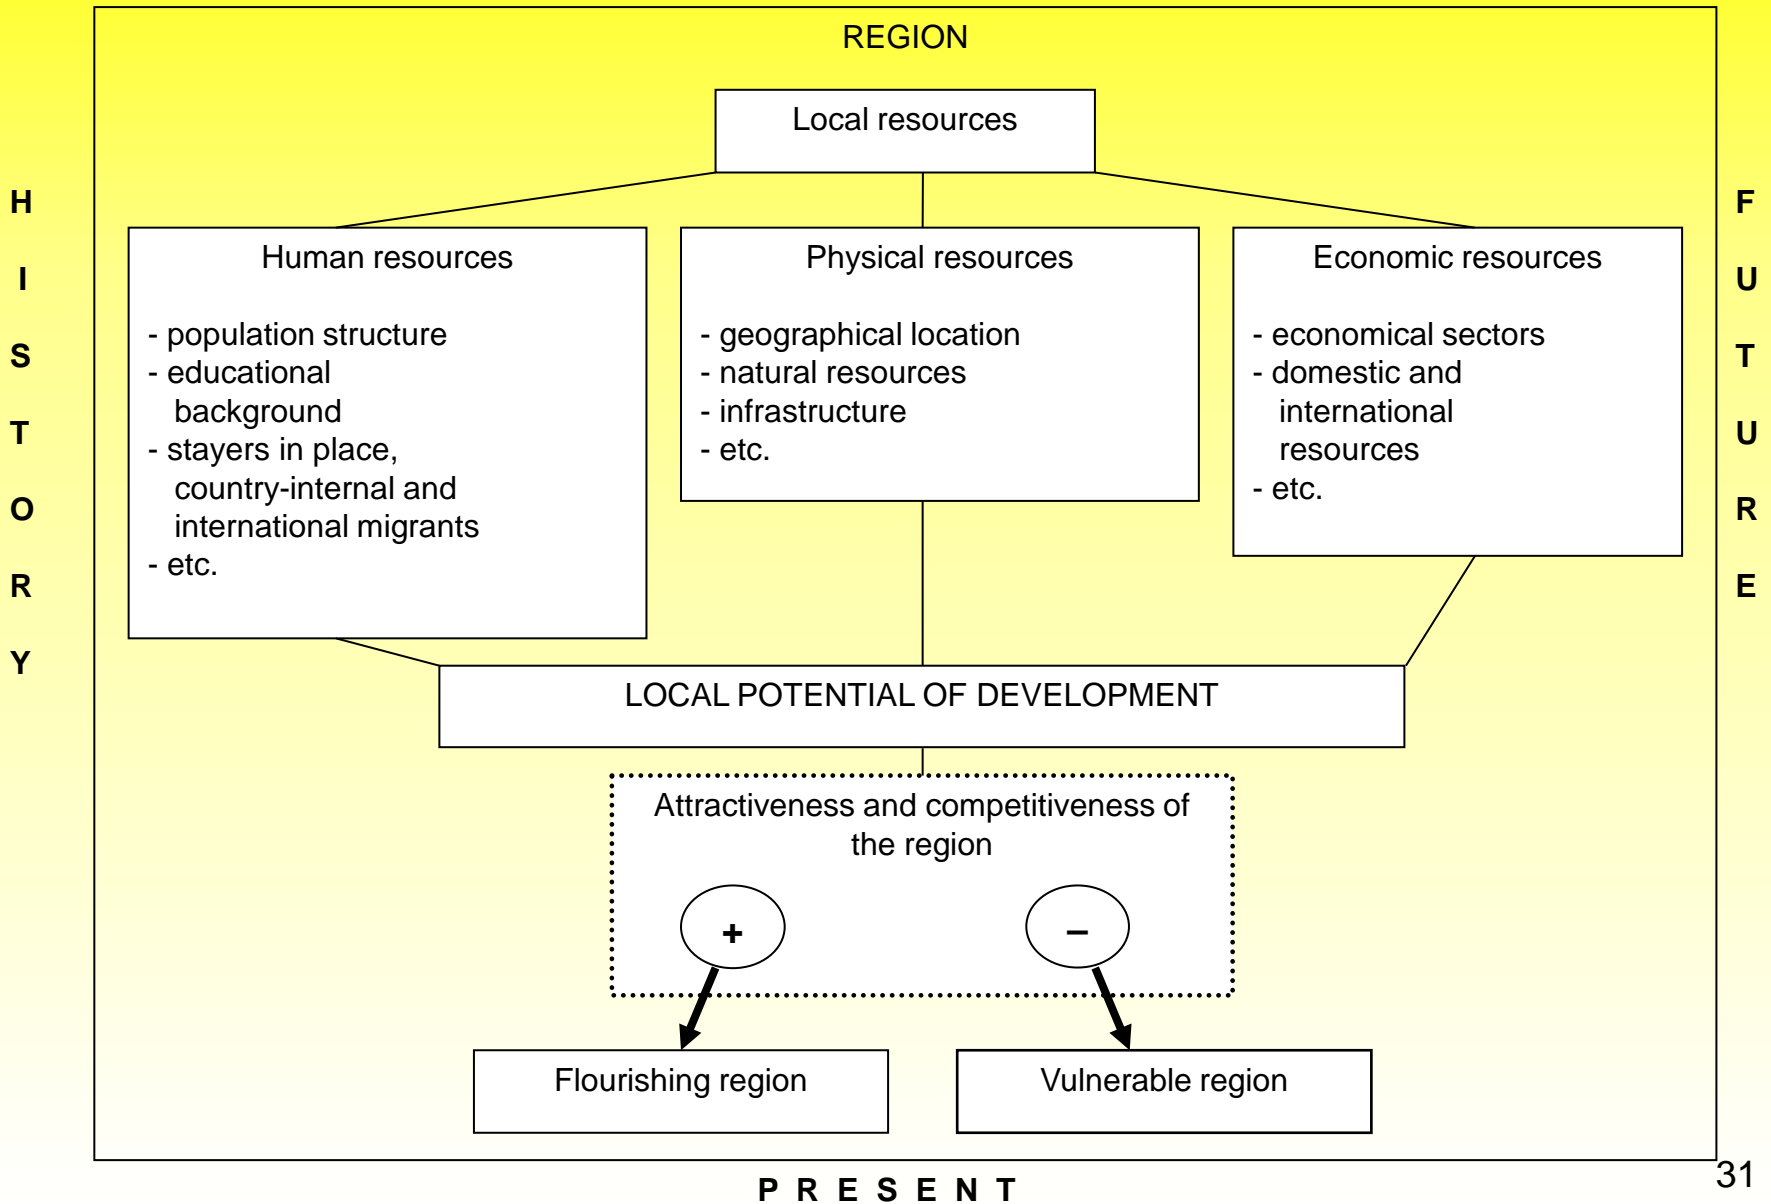 REGION
Local resources
H
I
S
T
O
R
Y
Human resources
- population structure
- educational
background
- stayers in place,
country-internal and
international migrants
- etc.
Physical resources
- geographical location
- natural resources
- infrastructure
- etc.
Economic resources
- economical sectors
- domestic and
international
resources
- etc.
F
U
T
U
R
E
LOCAL POTENTIAL OF DEVELOPMENT
Attractiveness and competitiveness of
the region
+
–
Flourishing region
Vulnerable region
P R E S E N T
31